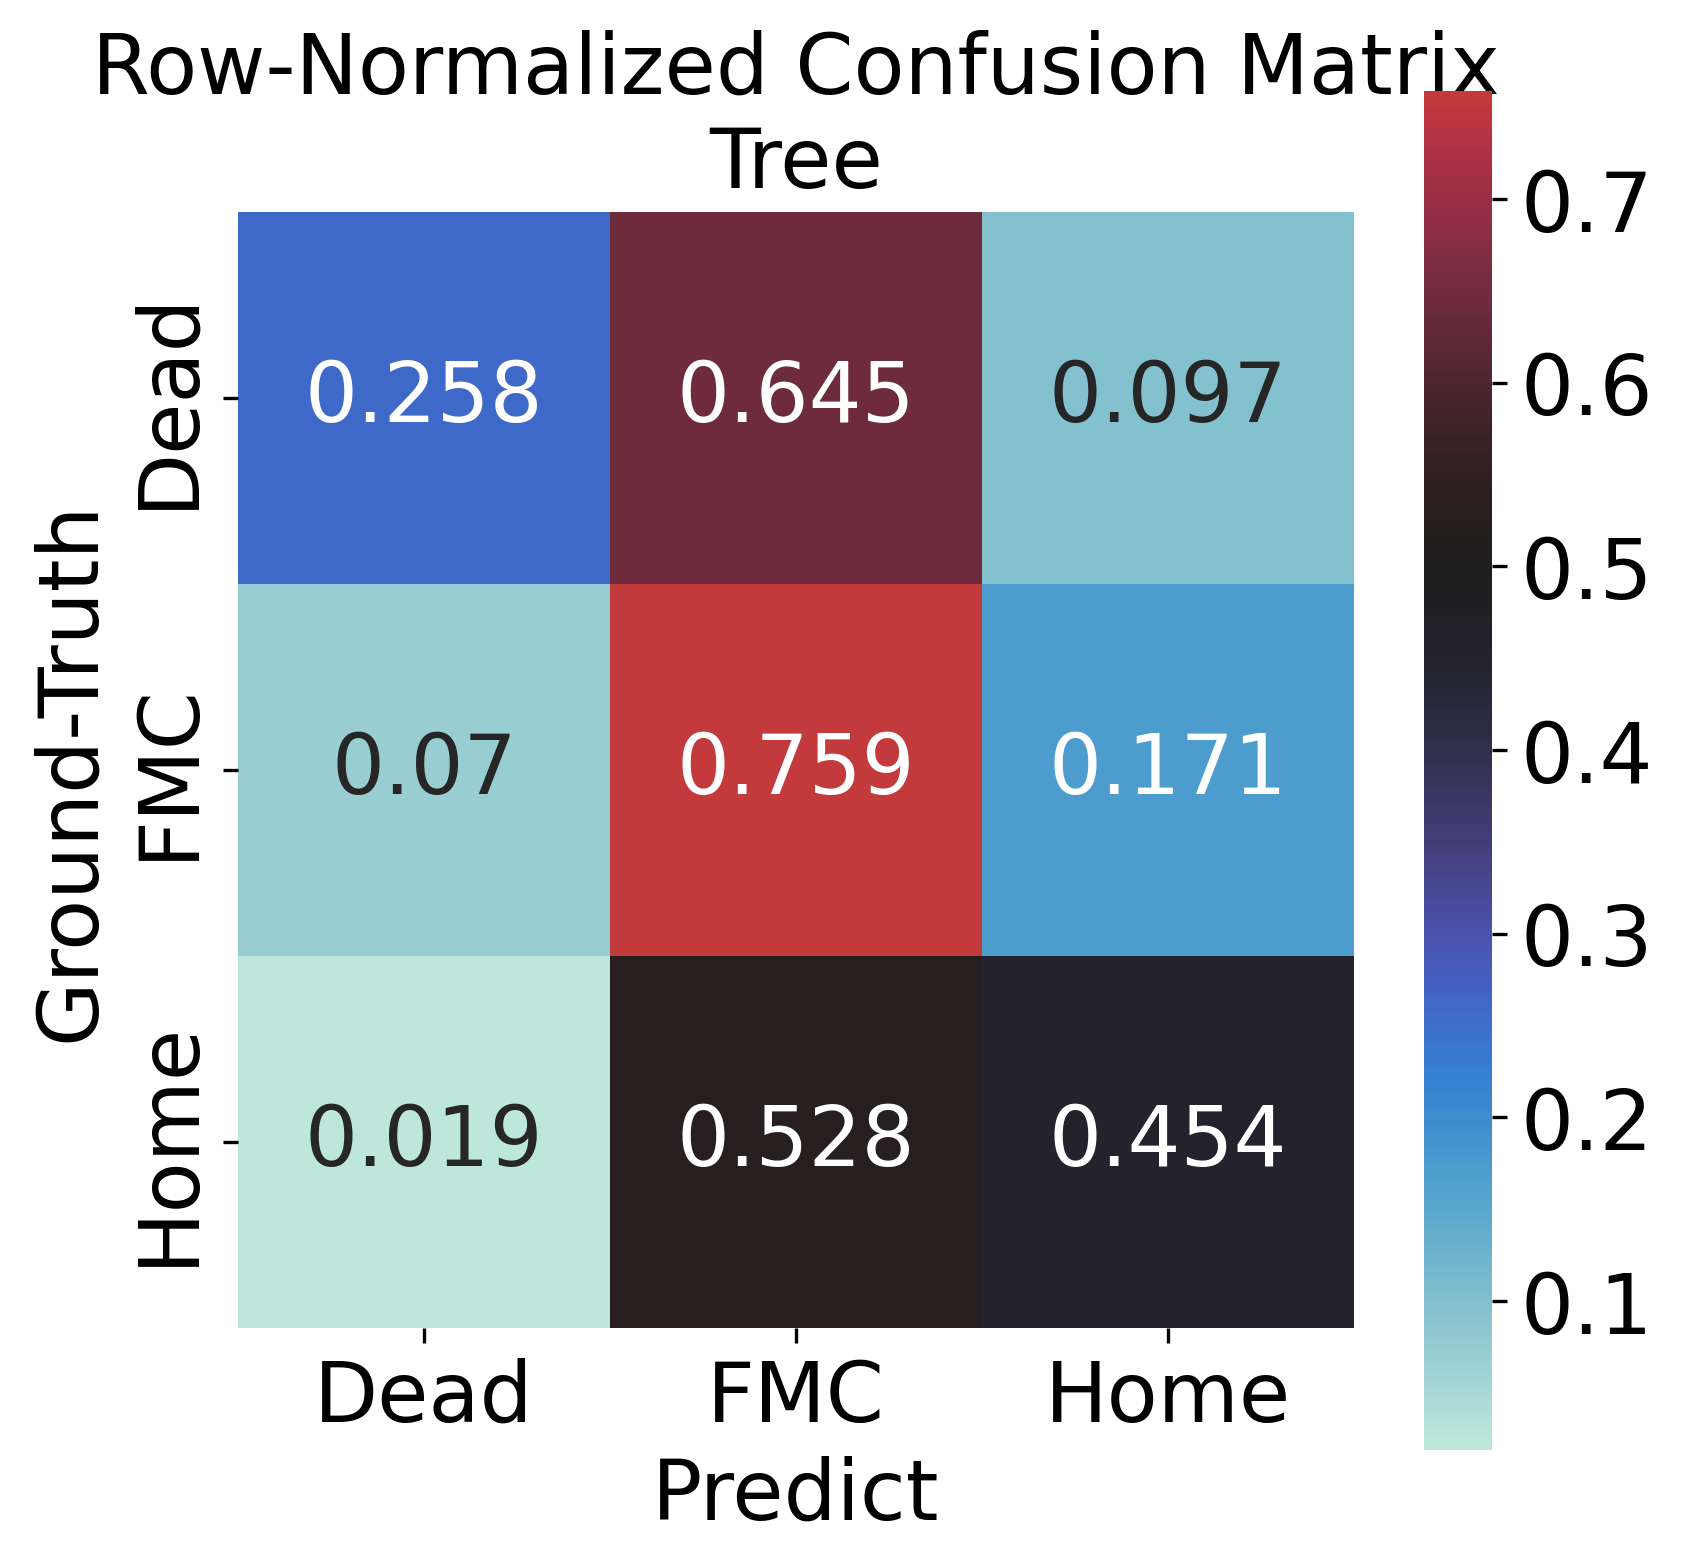 Row-Normalized Confusion Matrix
Tree
Ground-Truth
Dead
0.258 0.645 0.097
FMC
0.07 0.759 0.171
Home
0.019 0.528 0.454
Dead FMC Home
Predict
0.7
0.6
0.5
0.4
0.3
0.2
0.1